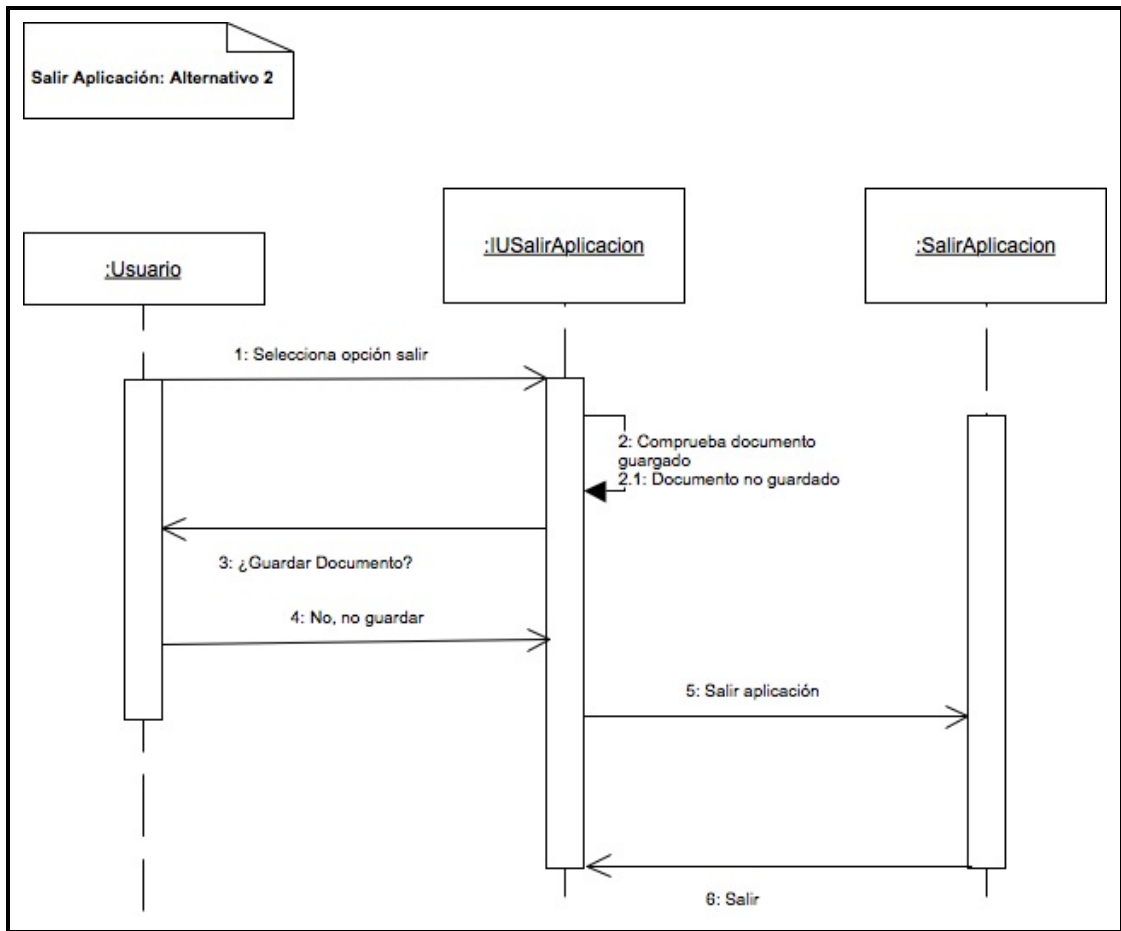 Salir Aplicación: Alternativo 2
:Usuario
:IUSalirAplicacion
:SalirAplicacion
1: Selecciona opción salir
2: Comprueba documento
guargado
2.1: Documento no guardado
3: ¿Guardar Documento?
4: No, no guardar
5: Salir aplicación
6: Salir